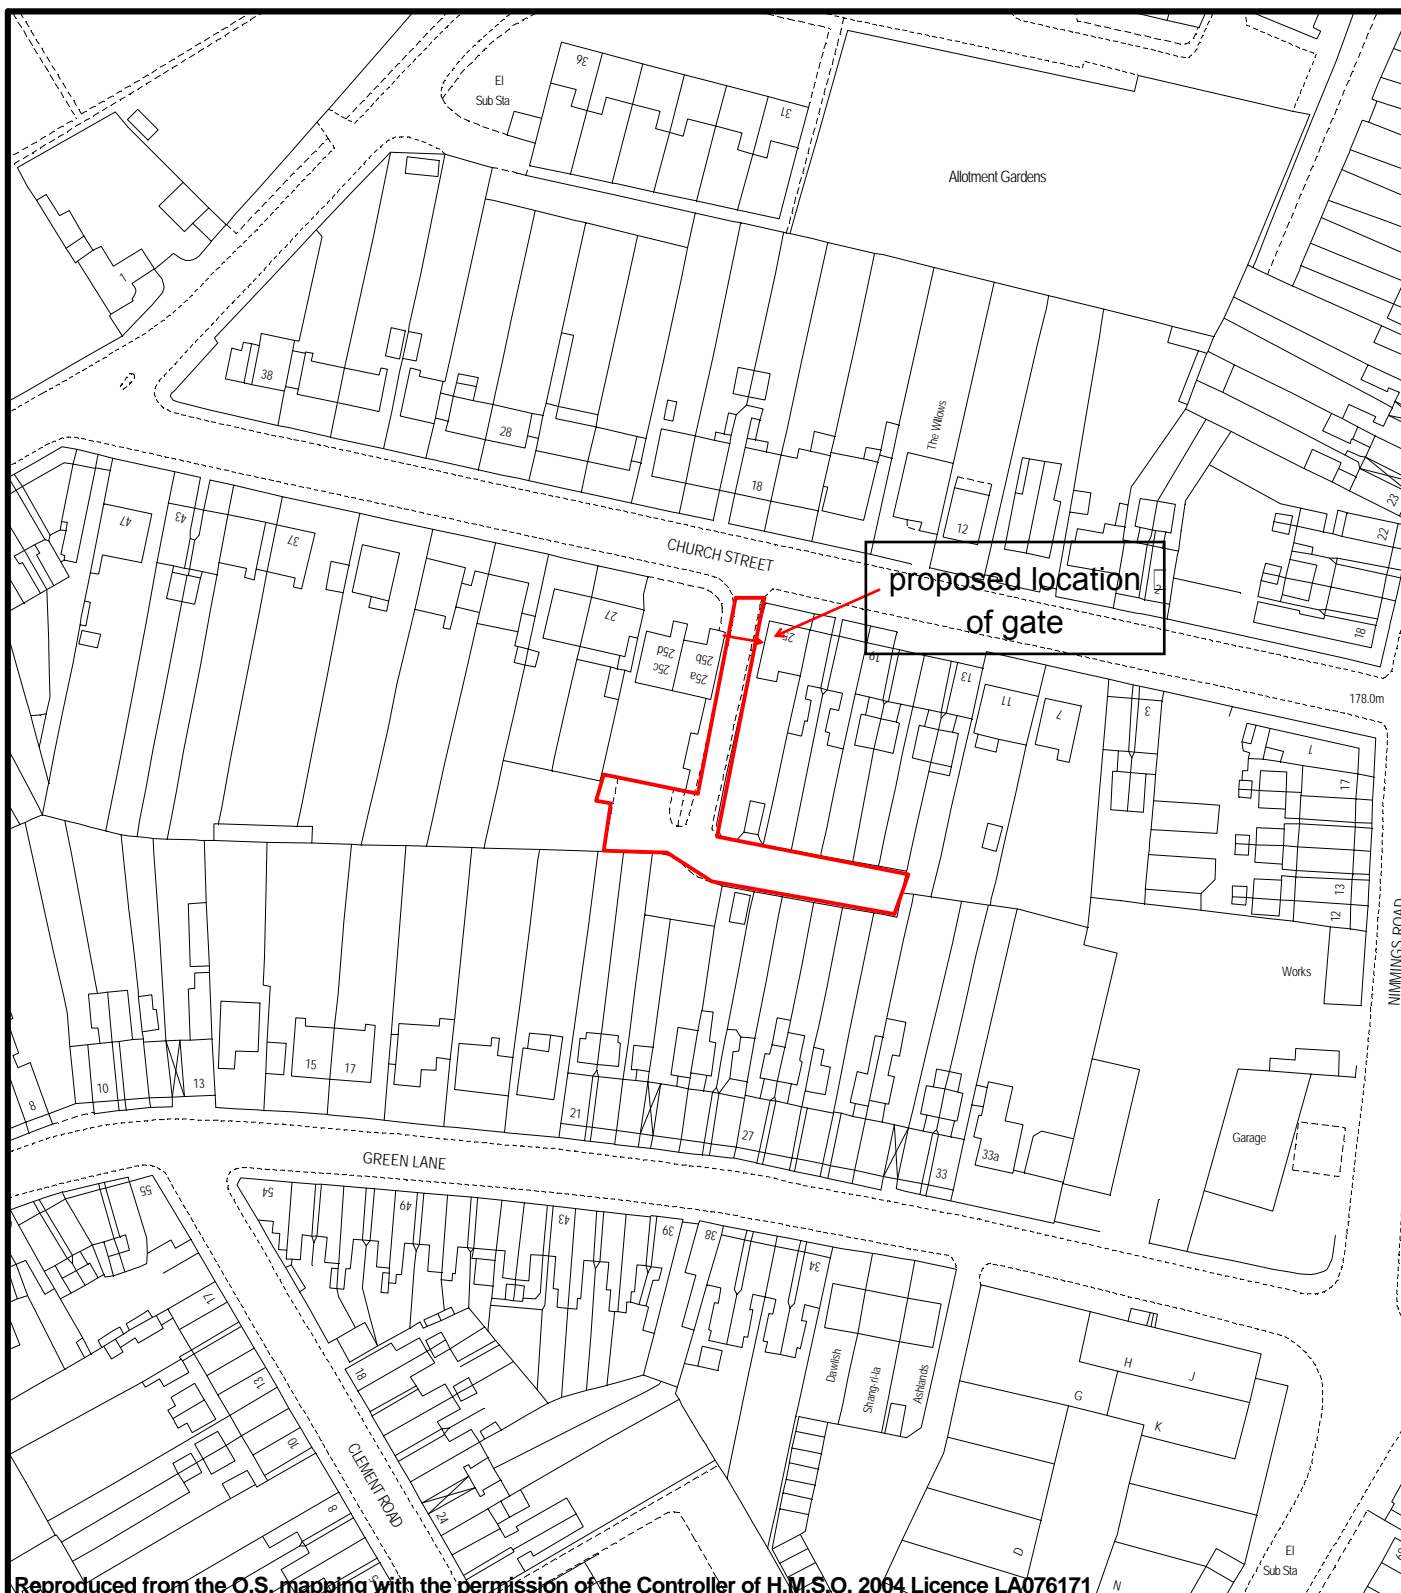 36
El
Sub Sta
31
Allotment Gardens
1
38
28
The Willows
18
12
23
22
47
43
37
CHURCH STREET
proposed location
of gate
2
18
27
25
25d
25b
25c
25a
19
13
11
7
3
178.0m
1
17
13
12
NIMMINGS ROAD
Works
15
17
10
13
8
21
27
33
33a
Garage
GREEN LANE
55
54
49
43
39
38
34
17
Dawlish
Shang-ri-la
Ashlands
H
J
G
K
18
13
10
CLEMENT ROAD
8
24
D
El
Sub Sta
N
Reproduced from the O.S. mapping with the permission of the Controller of H.M.S.O. 2004 Licence LA076171